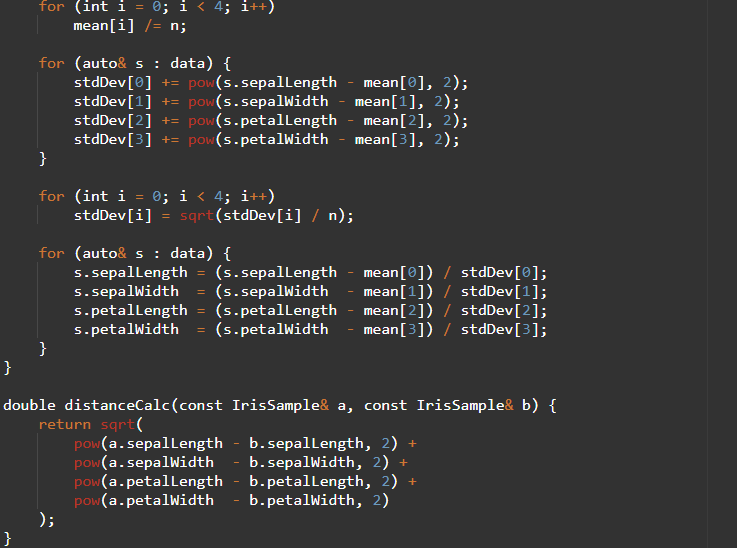 for (int i = 0; i < 4; i++)
mean[i] /= n;
for (auto& s : data) {
stdDev[0] += pow(s.sepalLength - mean[0], 2);
stdDev[1] += pow(s.sepalWidth - mean[1], 2);
stdDev[2] += pow(s.petalLength - mean[2], 2);
stdDev[3] += pow(s.petalWidth - mean[3], 2);
}
for (int i = 0; i < 4; i++)
stdDev[i] = sqrt(stdDev[i] / n);
for (auto& s : data) {
s.sepalLength = (s.sepalLength - mean[0]) / stdDev[0];
s.sepalWidth  = (s.sepalWidth  - mean[1]) / stdDev[1];
s.petalLength = (s.petalLength - mean[2]) / stdDev[2];
s.petalWidth  = (s.petalWidth  - mean[3]) / stdDev[3];
}
}
double distanceCalc(const IrisSample& a, const IrisSample& b) {
return sqrt(
pow(a.sepalLength - b.sepalLength, 2) +
pow(a.sepalWidth  - b.sepalWidth, 2) +
pow(a.petalLength - b.petalLength, 2) +
pow(a.petalWidth  - b.petalWidth, 2)
);
}